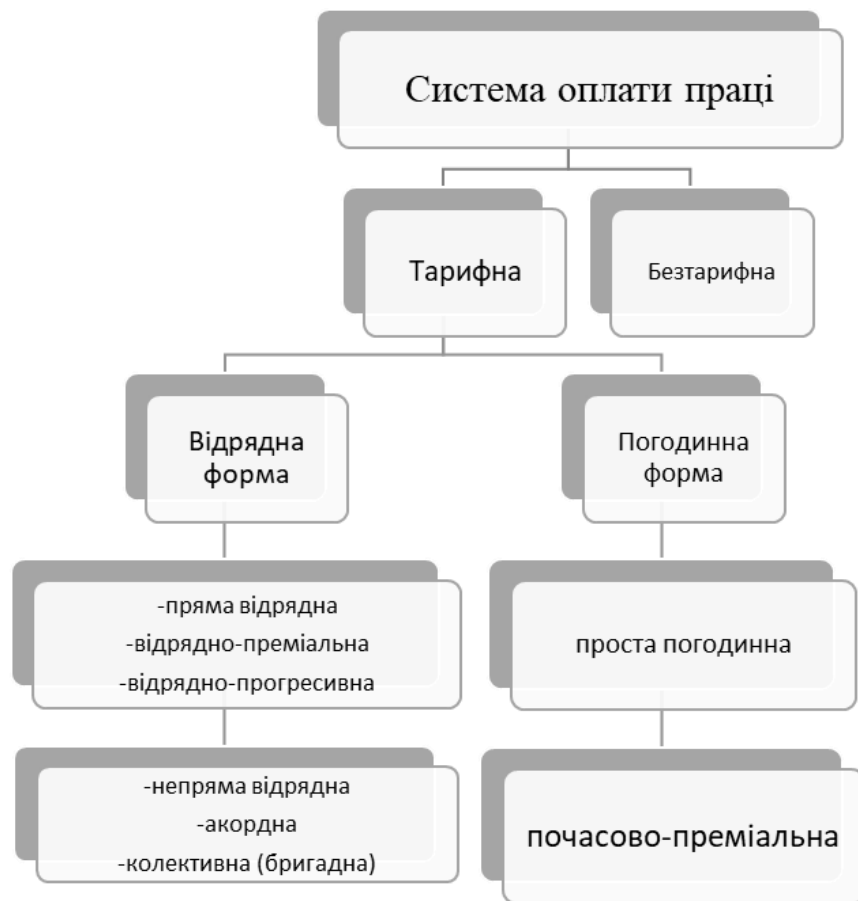 Система оплати праці
Тарифна
Безтарифна
Відрядна
форма
Погодинна
форма
-пряма відрядна
-відрядно-преміальна
-відрядно-прогресивна
проста погодинна
-непряма відрядна
-акордна
-колективна (бригадна)
почасово-преміальна